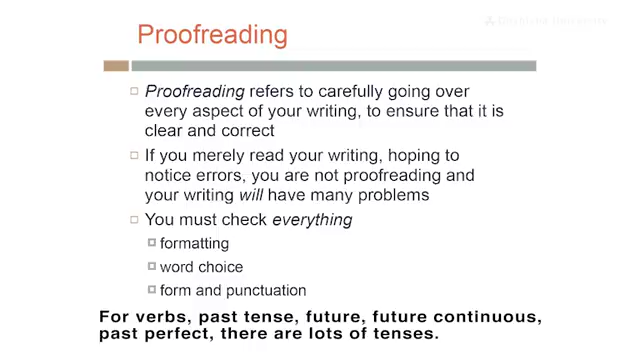 Proofreading
Proofreading refers to carefully going over
every aspect of your writing, to ensure that it is
clear and correct
If you merely read your writing, hoping to
notice errors, you are not proofreading and
your writing will have many problems
You must check everything
formatting
word choice
form and punctuation
For verbs, past tense, future, future continuous,
past perfect, there are lots of tenses.